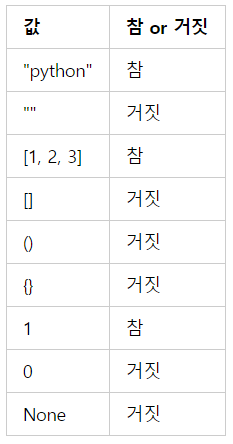 값 참 or 거짓
"python" 참
"" 거짓
[1, 2, 3] 참
[] 거짓
() 거짓
{} 거짓
1 참
0 거짓
None 거짓